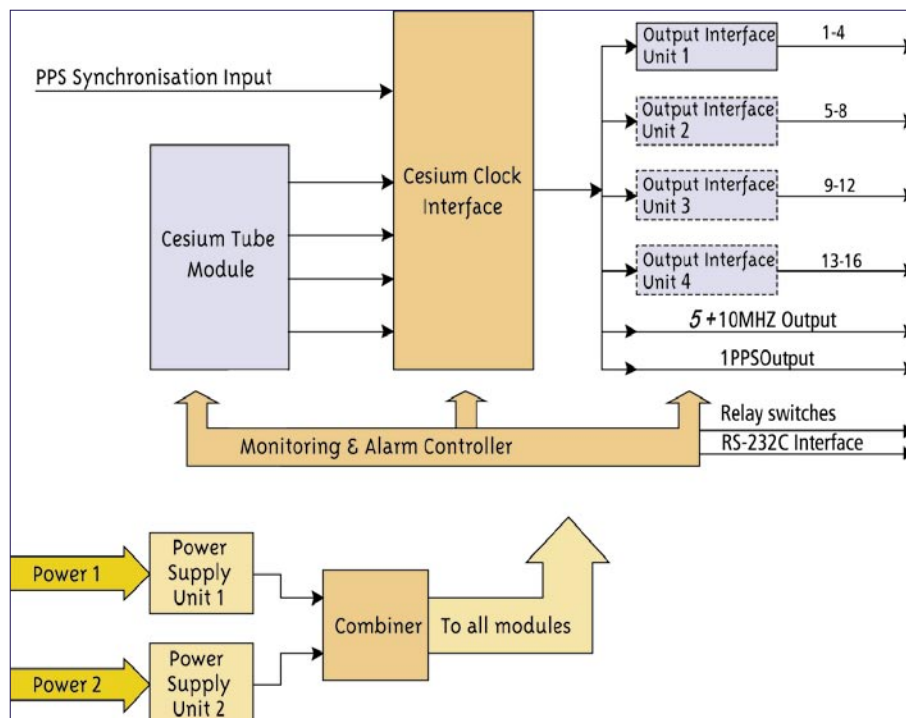 PPS Synchronisation Input
Cesium Tube
Module
Cesium Clock
Interface
Output Interface
Unit 1
1-4
Output Interface
Unit 2
5-8
Output Interface
Unit 3
9-12
Output Interface
Unit 4
13-16
5+10MHZ Output
1PPSOutput
Monitoring & Alarm Controller
Relay switches
RS-232C Interface
Power 1
Power
Supply
Unit 1
Combiner
To all modules
Power 2
Power
Supply
Unit 2